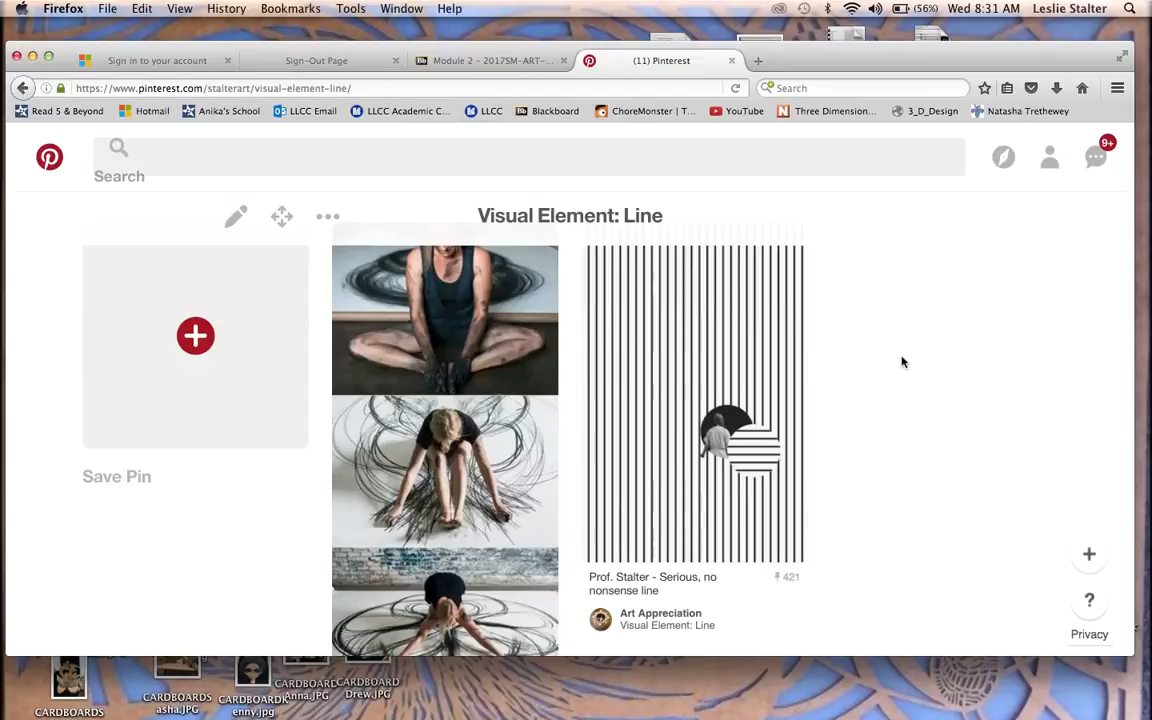 Firefox File Edit View History Bookmarks Tools Window Help (56%) Wed 8:31 AM Leslie Stalter
Sign in to your account Sign-Out Page Bb Module 2 - 2017SM-ART-... (11) Pinterest
https://www.pinterest.com/stalterart/visual-element-line/ Search
Read 5 & Beyond Hotmail Anika's School LLCC Email LLCC Academic C... LLCC Bb Blackboard ChoreMonster | T... YouTube Three Dimension... 3_D_Design Natasha Trethewey
9+
Search
Visual Element: Line
Save Pin
Prof. Stalter - Serious, no
nonsense line
421
Art Appreciation
Visual Element: Line
?
Privacy
CARDBOARDS
CARDBOARDS
asha.JPG
CARDBOARDK
enny.jpg
CARDBOARD
Anna.JPG
CARDBOARD
Drew.JPG